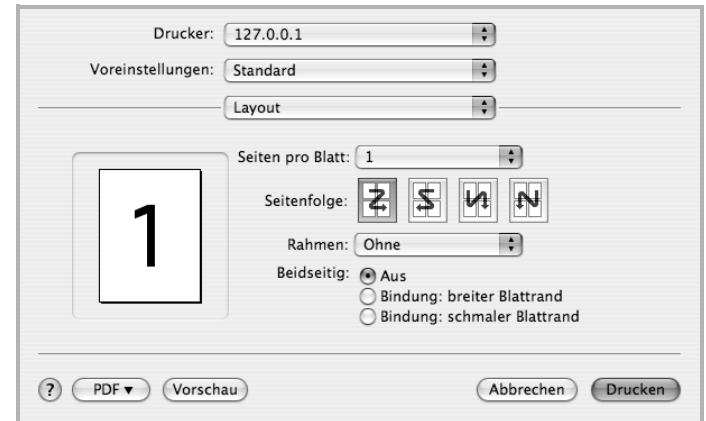 Drucker: 127.0.0.1
Voreinstellungen: Standard
Layout
Seiten pro Blatt: 1
Seitenfolge:
1
Rahmen: Ohne
Beidseitig: Aus
Bindung: breiter Blattrand
Bindung: schmaler Blattrand
? PDF▼ Vorschau Abbrechen Drucken